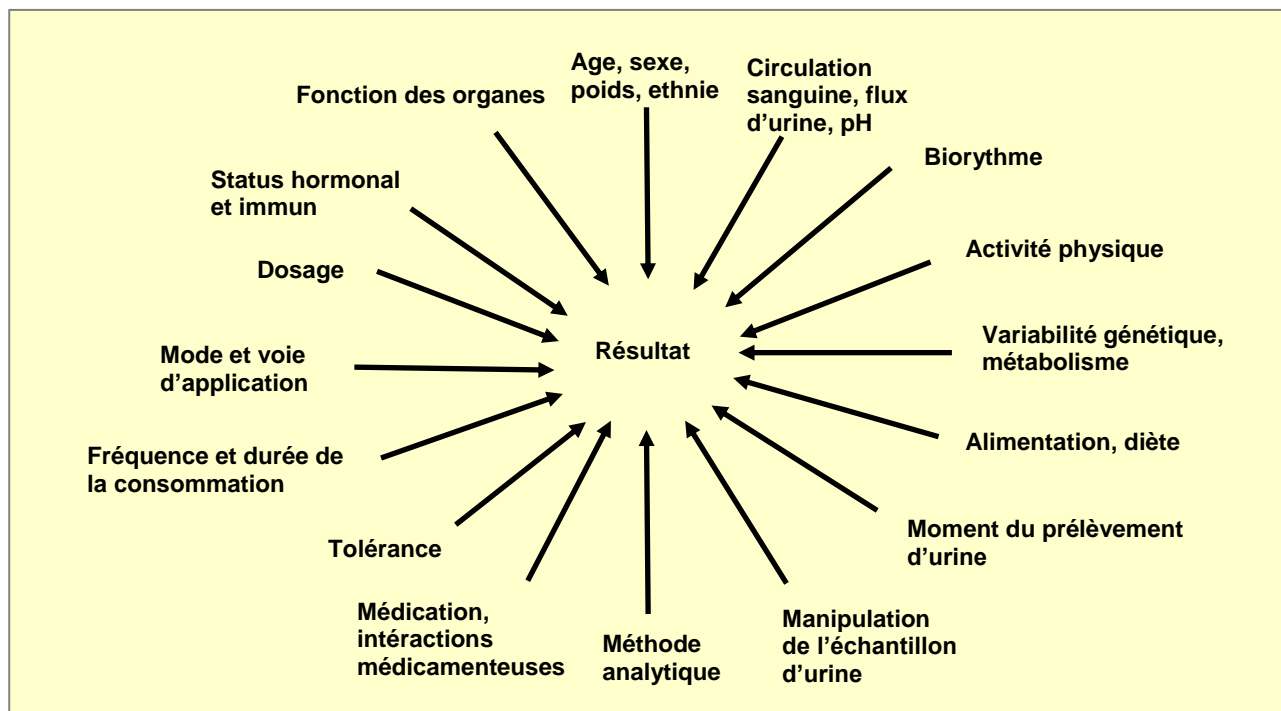 Age, sexe,
poids, ethnie
Circulation
sanguine, flux
d'urine, pH
Fonction des organes
Biorythme
Status hormonal
et immun
Activité physique
Dosage
Variabilité génétique,
métabolisme
Résultat
Mode et voie
d'application
Alimentation, diète
Fréquence et durée de
la consommation
Moment du prélèvement
d'urine
Tolérance
Médication,
intéractions
médicamenteuses
Méthode
analytique
Manipulation
de l'échantillon
d'urine